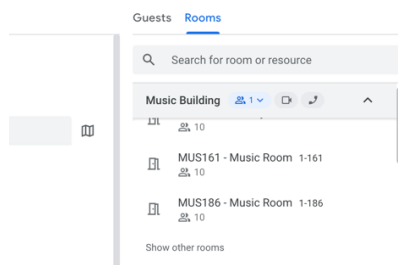 Guests Rooms
Search for room or resource
Music Building 1
10
MUS161 - Music Room 1-161
10
MUS186 - Music Room 1-186
10
Show other rooms